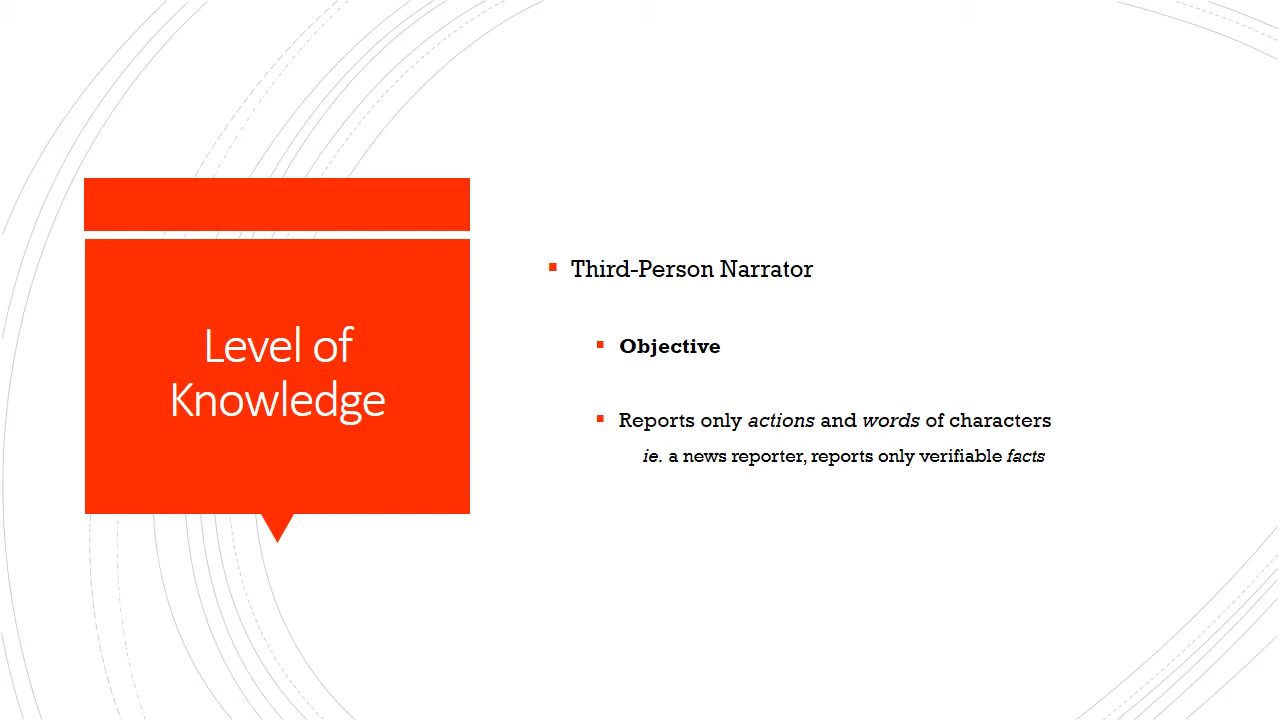 Level of
Knowledge
Third-Person Narrator
Objective
Reports only actions and words of characters
ie. a news reporter, reports only verifiable facts